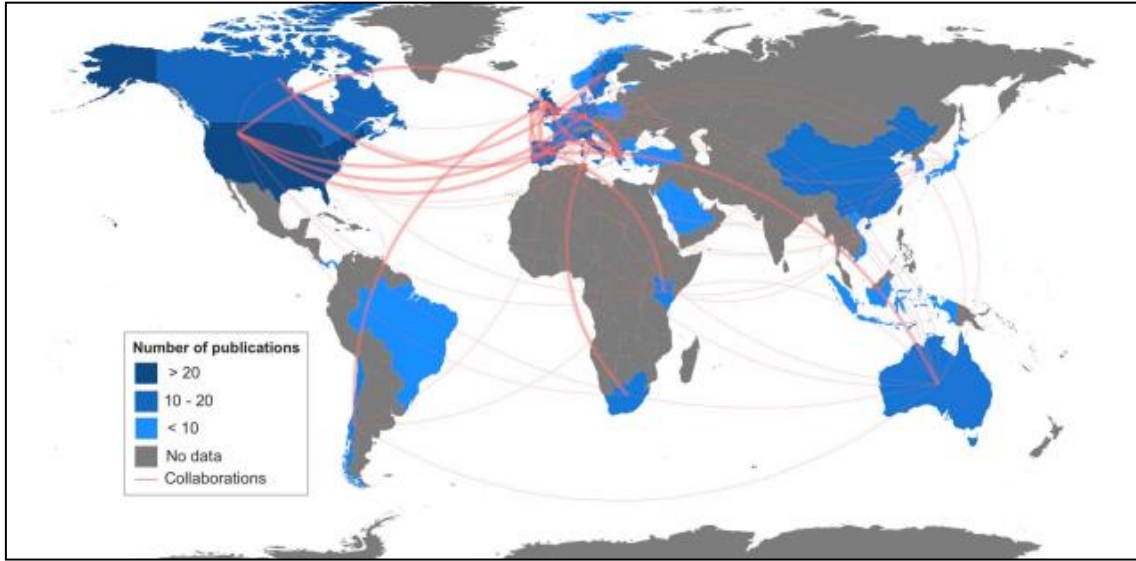 Number of publications
> 20
10 - 20
< 10
No data
Collaborations